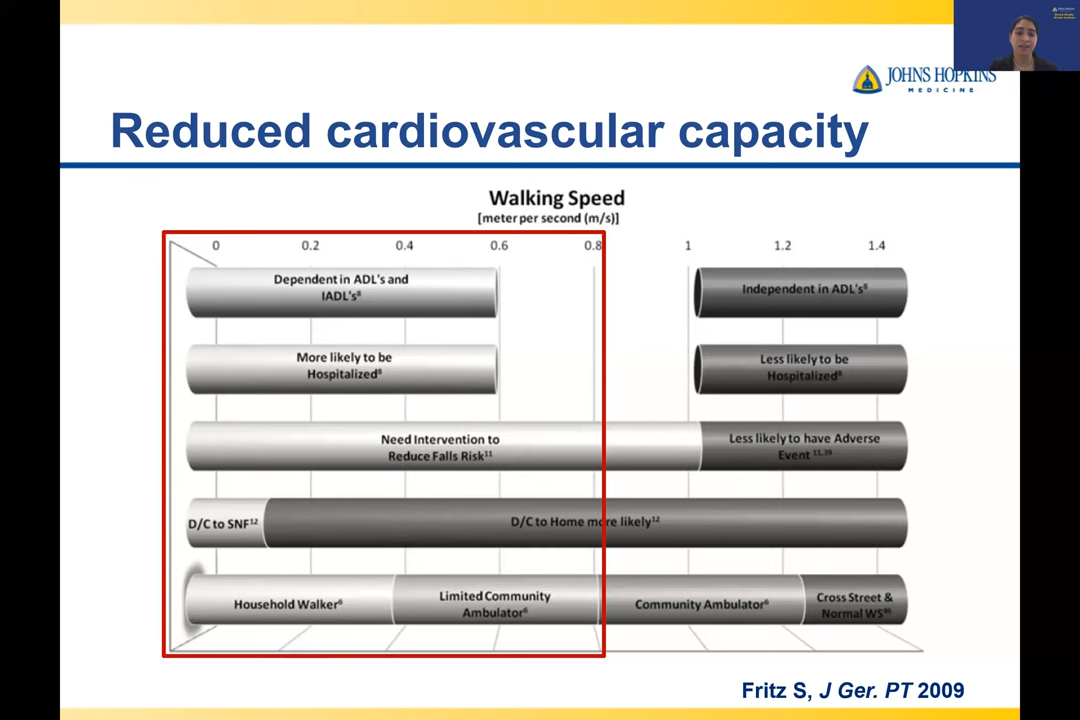 JOHNS HOPKINS
MEDICINE
Reduced cardiovascular capacity
Walking Speed
[meter per second (m/s)]
0 0.2 0.4 0.6 0.8 1 1.2 1.4
Dependent in ADL's and
IADL's⁸
Independent in ADL's⁸
More likely to be
Hospitalized⁸
Less likely to be
Hospitalized⁸
Need Intervention to
Reduce Falls Risk¹¹
Less likely to have Adverse
Event ¹¹·³⁹
D/C to SNF¹²
D/C to Home more likely¹²
Household Walker⁶
Limited Community
Ambulator⁶
Community Ambulator⁶
Cross Street &
Normal WS
Fritz S, J Ger. PT 2009